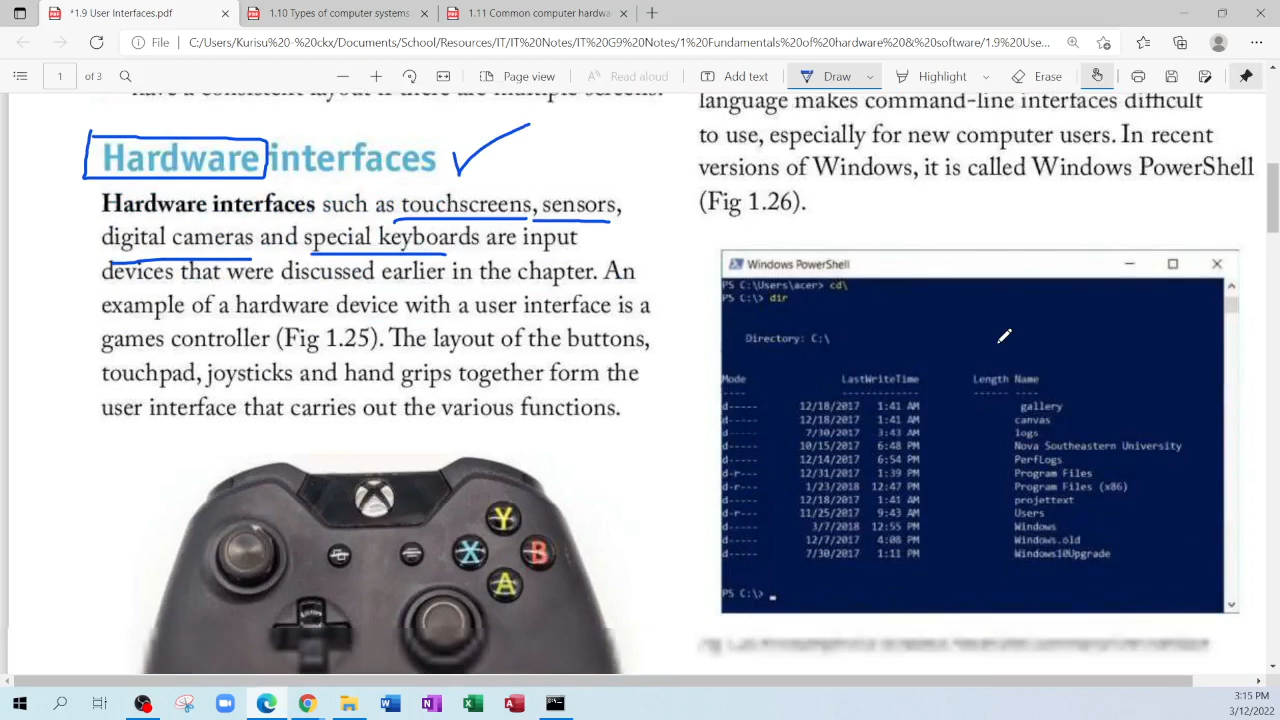 *1.9 User Interfaces.pdf
1.10 Types of computer systems
1.11 Common computer hardwa
File
C:/Users/Kurisu%20-%20ckx/Documents/School/Resources/IT/IT%20G9%20Notes/1%20Fundamentals%20of%20hardware%20&%20software/1.9%20Use...
1 of 3
Page view
Read aloud
Add text
Draw
Highlight
Erase
have a consistent layout if there are multiple screens.
Hardware interfaces
Hardware interfaces such as touchscreens, sensors,
digital cameras and special keyboards are input
devices that were discussed earlier in the chapter. An
example of a hardware device with a user interface is a
games controller (Fig 1.25). The layout of the buttons,
touchpad, joysticks and hand grips together form the
user interface that carries out the various functions.
Y
X
B
A
language makes command-line interfaces difficult
to use, especially for new computer users. In recent
versions of Windows, it is called Windows PowerShell
(Fig 1.26).
Windows PowerShell
PS C:\Users\acer> cd\
PS C:\> dir
Directory: C:\
Mode LastWriteTime Length Name
---- ------------- ------ ----
d----- 12/18/2017 1:41 AM gallery
d----- 12/18/2017 1:41 AM canvas
d----- 7/30/2017 3:43 AM logs
d----- 10/15/2017 6:48 PM Nova Southeastern University
d----- 12/14/2017 6:54 PM PerfLogs
d-r--- 12/31/2017 1:39 PM Program Files
d-r--- 1/23/2018 12:47 PM Program Files (x86)
d----- 12/18/2017 1:41 AM projettext
d-r--- 11/25/2017 9:43 AM Users
d----- 3/7/2018 12:55 PM Windows
d----- 12/7/2017 4:08 PM Windows.old
d----- 7/30/2017 1:11 PM Windows10Upgrade
PS C:\> _
3:15 PM
3/12/2022